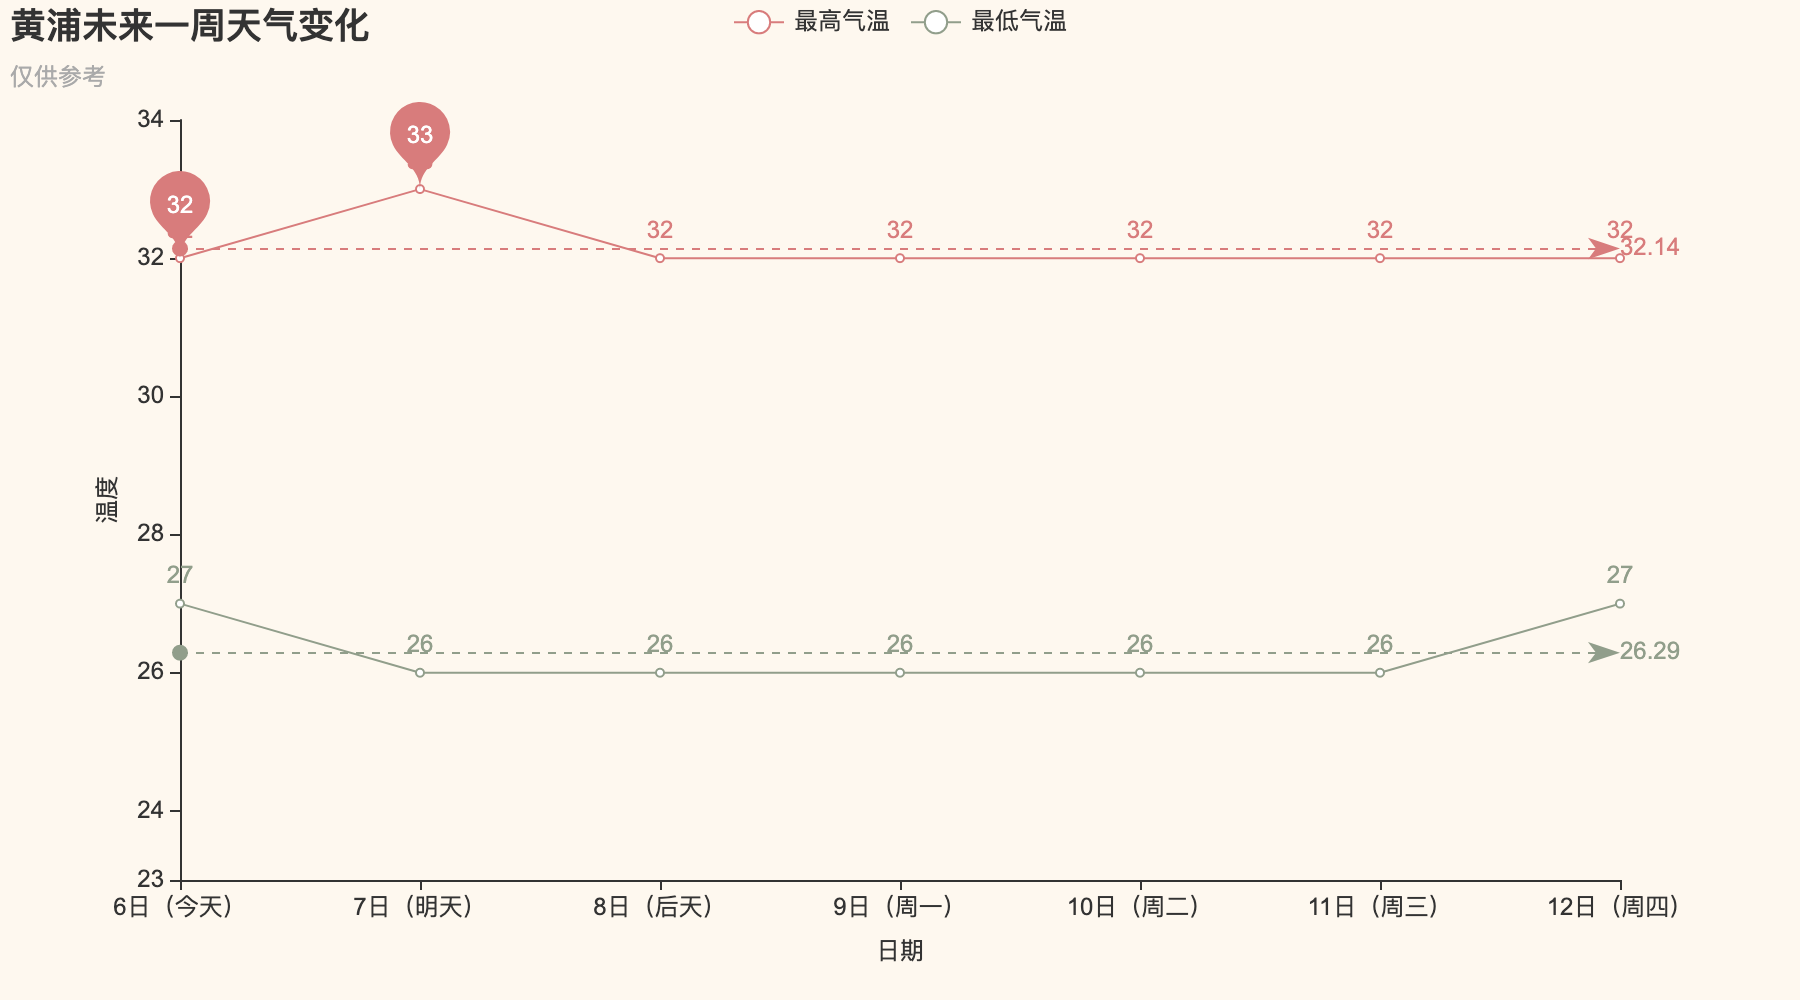 黄浦未来一周天气变化
仅供参考
最高气温
最低气温
34
32
30
28
26
24
23
温度
32
33
32
32
32
32
32
32.14
27
26
26
26
26
26
27
26.29
6日（今天）
7日（明天）
8日（后天）
9日（周一）
10日（周二）
11日（周三）
12日（周四）
日期